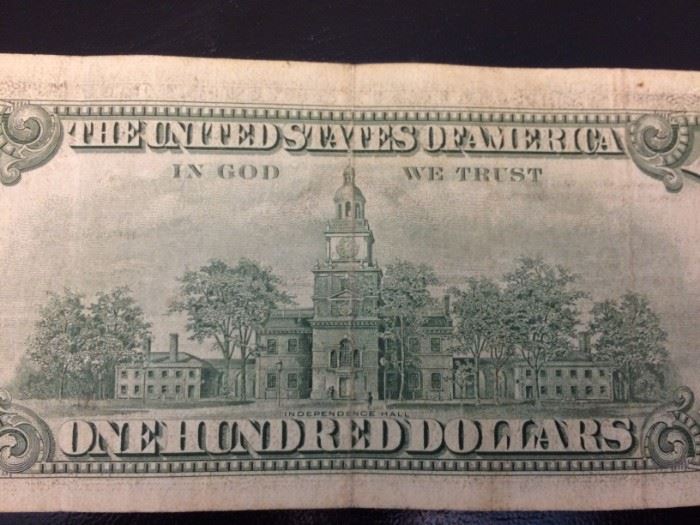 THE UNITED STATES OF AMERICA
IN GOD WE TRUST
INDEPENDENCE HALL
ONE HUNDRED DOLLARS